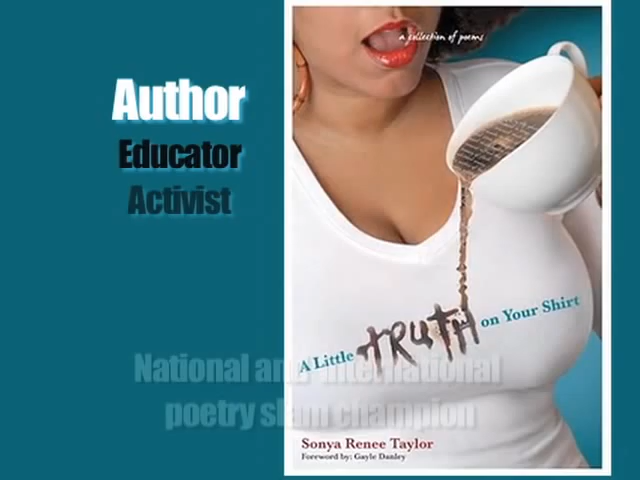 Author
Educator
Activist
a collection of poems
A Little TRUTH on Your Shirt
National and international
poetry slam champion
Sonya Renee Taylor
Foreword by: Gayle Danley